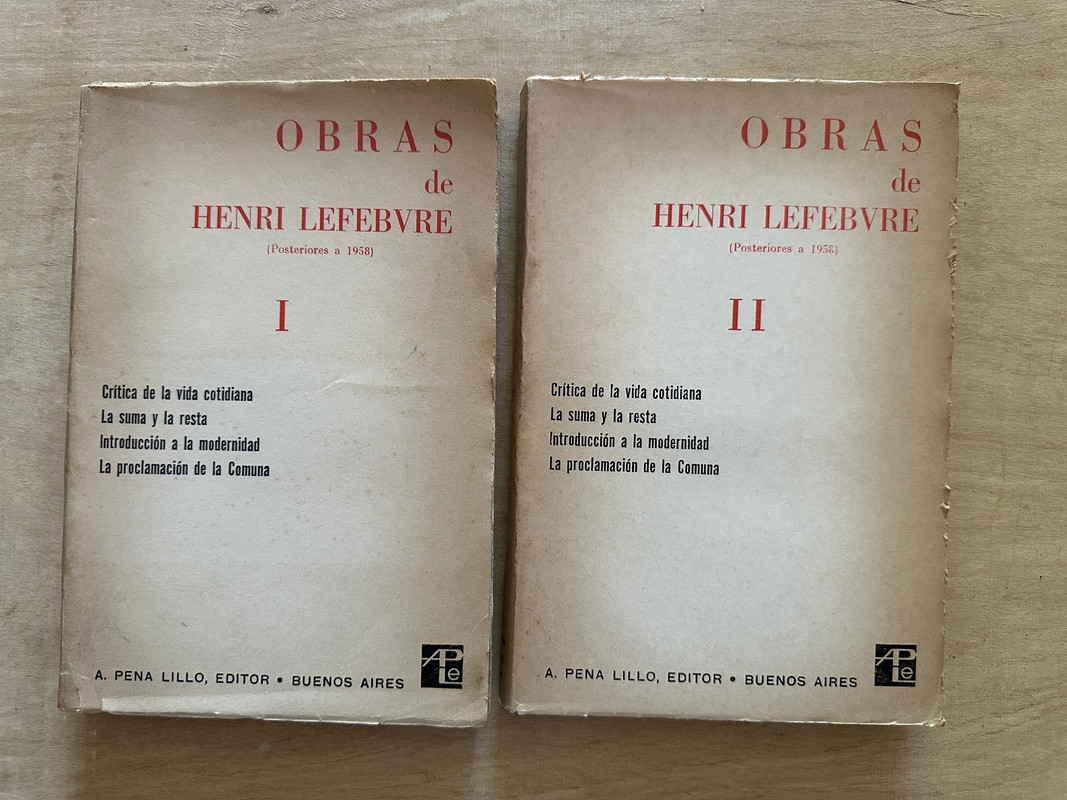 OBRAS
de
HENRI LEFEBVRE
(Posteriores a 1958)
I
Crítica de la vida cotidiana
La suma y la resta
Introducción a la modernidad
La proclamación de la Comuna
A. PENA LILLO, EDITOR • BUENOS AIRES
APLe
OBRAS
de
HENRI LEFEBVRE
(Posteriores a 1958)
II
Crítica de la vida cotidiana
La suma y la resta
Introducción a la modernidad
La proclamación de la Comuna
A. PENA LILLO, EDITOR • BUENOS AIRES
APLe